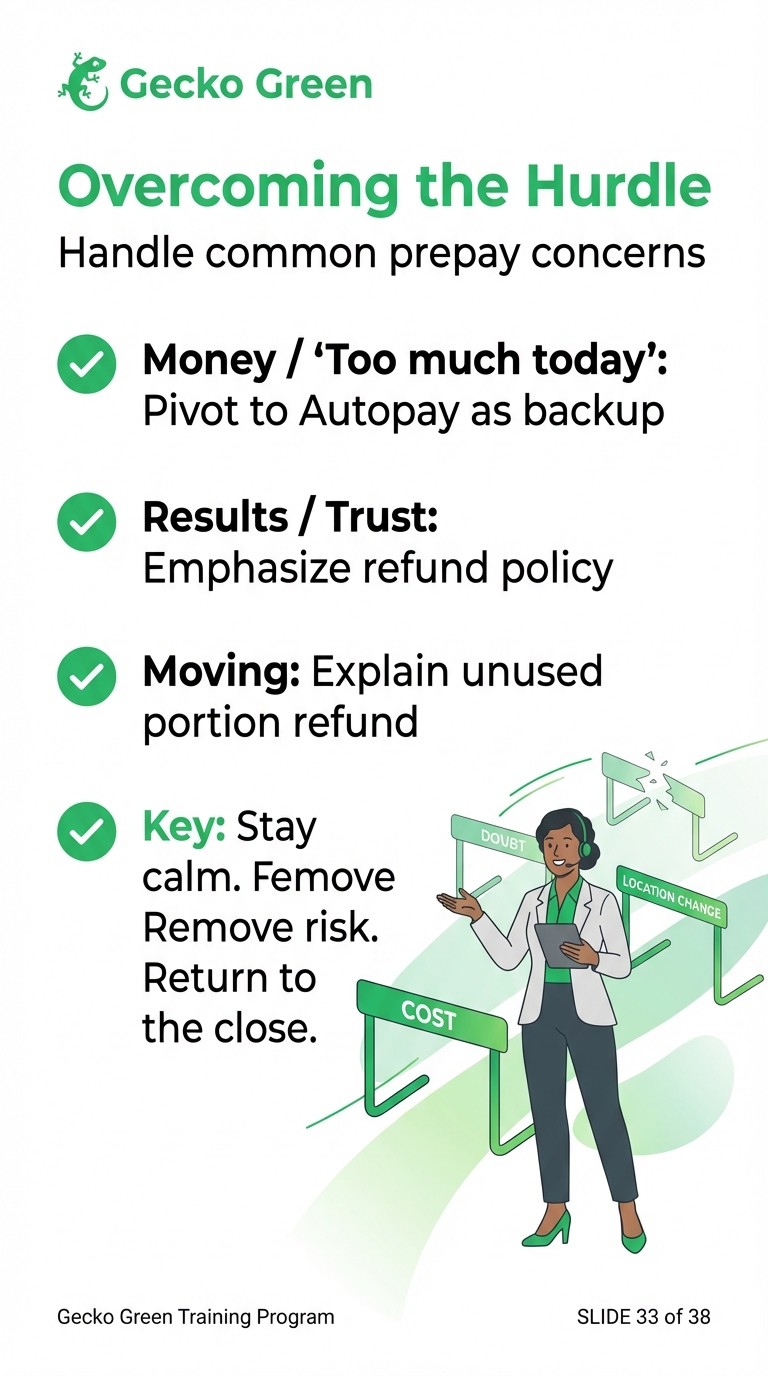 Gecko Green
Overcoming the Hurdle
Handle common prepay concerns
Money / ‘Too much today’:
Pivot to Autopay as backup
Results / Trust:
Emphasize refund policy
Moving: Explain unused
portion refund
Key: Stay
calm. Femove
Remove risk.
Return to
the close.
DOUBT
LOCATION CHANGE
COST
Gecko Green Training Program
SLIDE 33 of 38